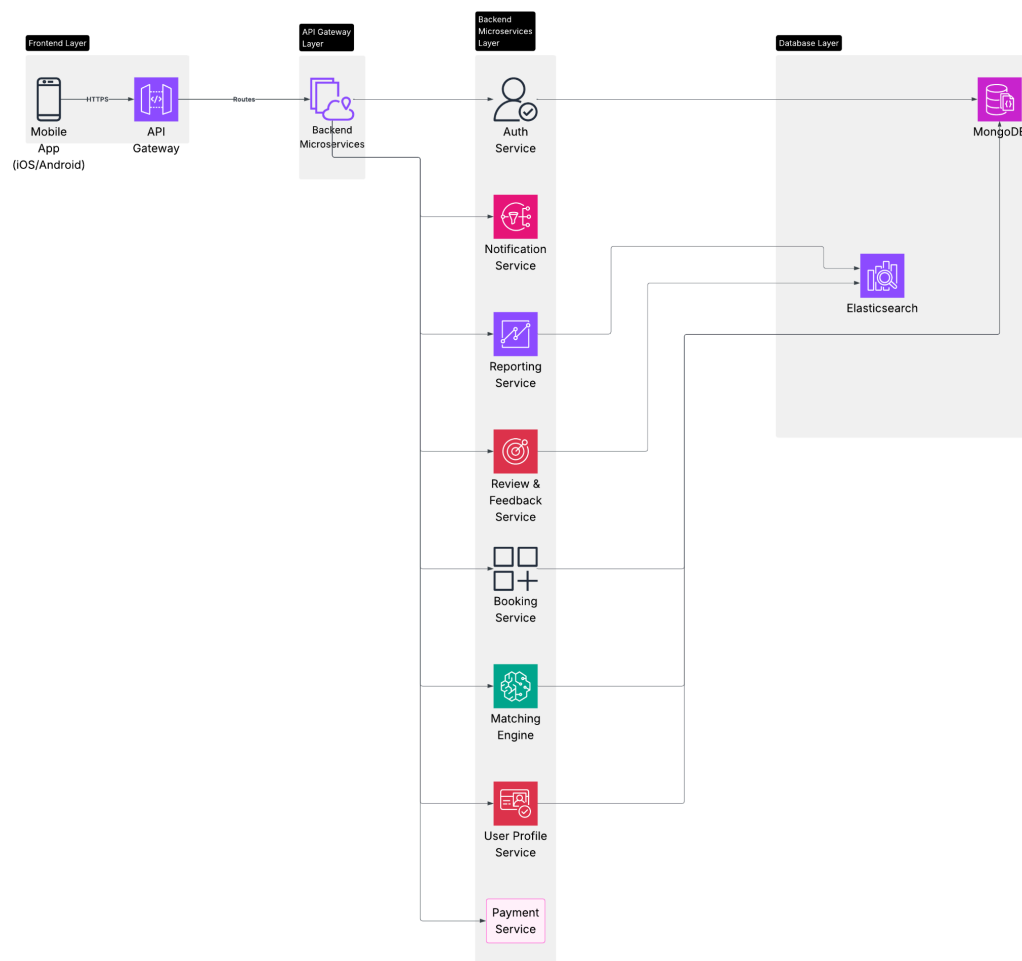 Frontend Layer
API Gateway
Layer
Backend
Microservices
Layer
Database Layer
HTTPS
Routes
Mobile
App
(iOS/Android)
API
Gateway
Backend
Microservices
Auth
Service
MongoDB
Notification
Service
Elasticsearch
Reporting
Service
Review &
Feedback
Service
Booking
Service
Matching
Engine
User Profile
Service
Payment
Service